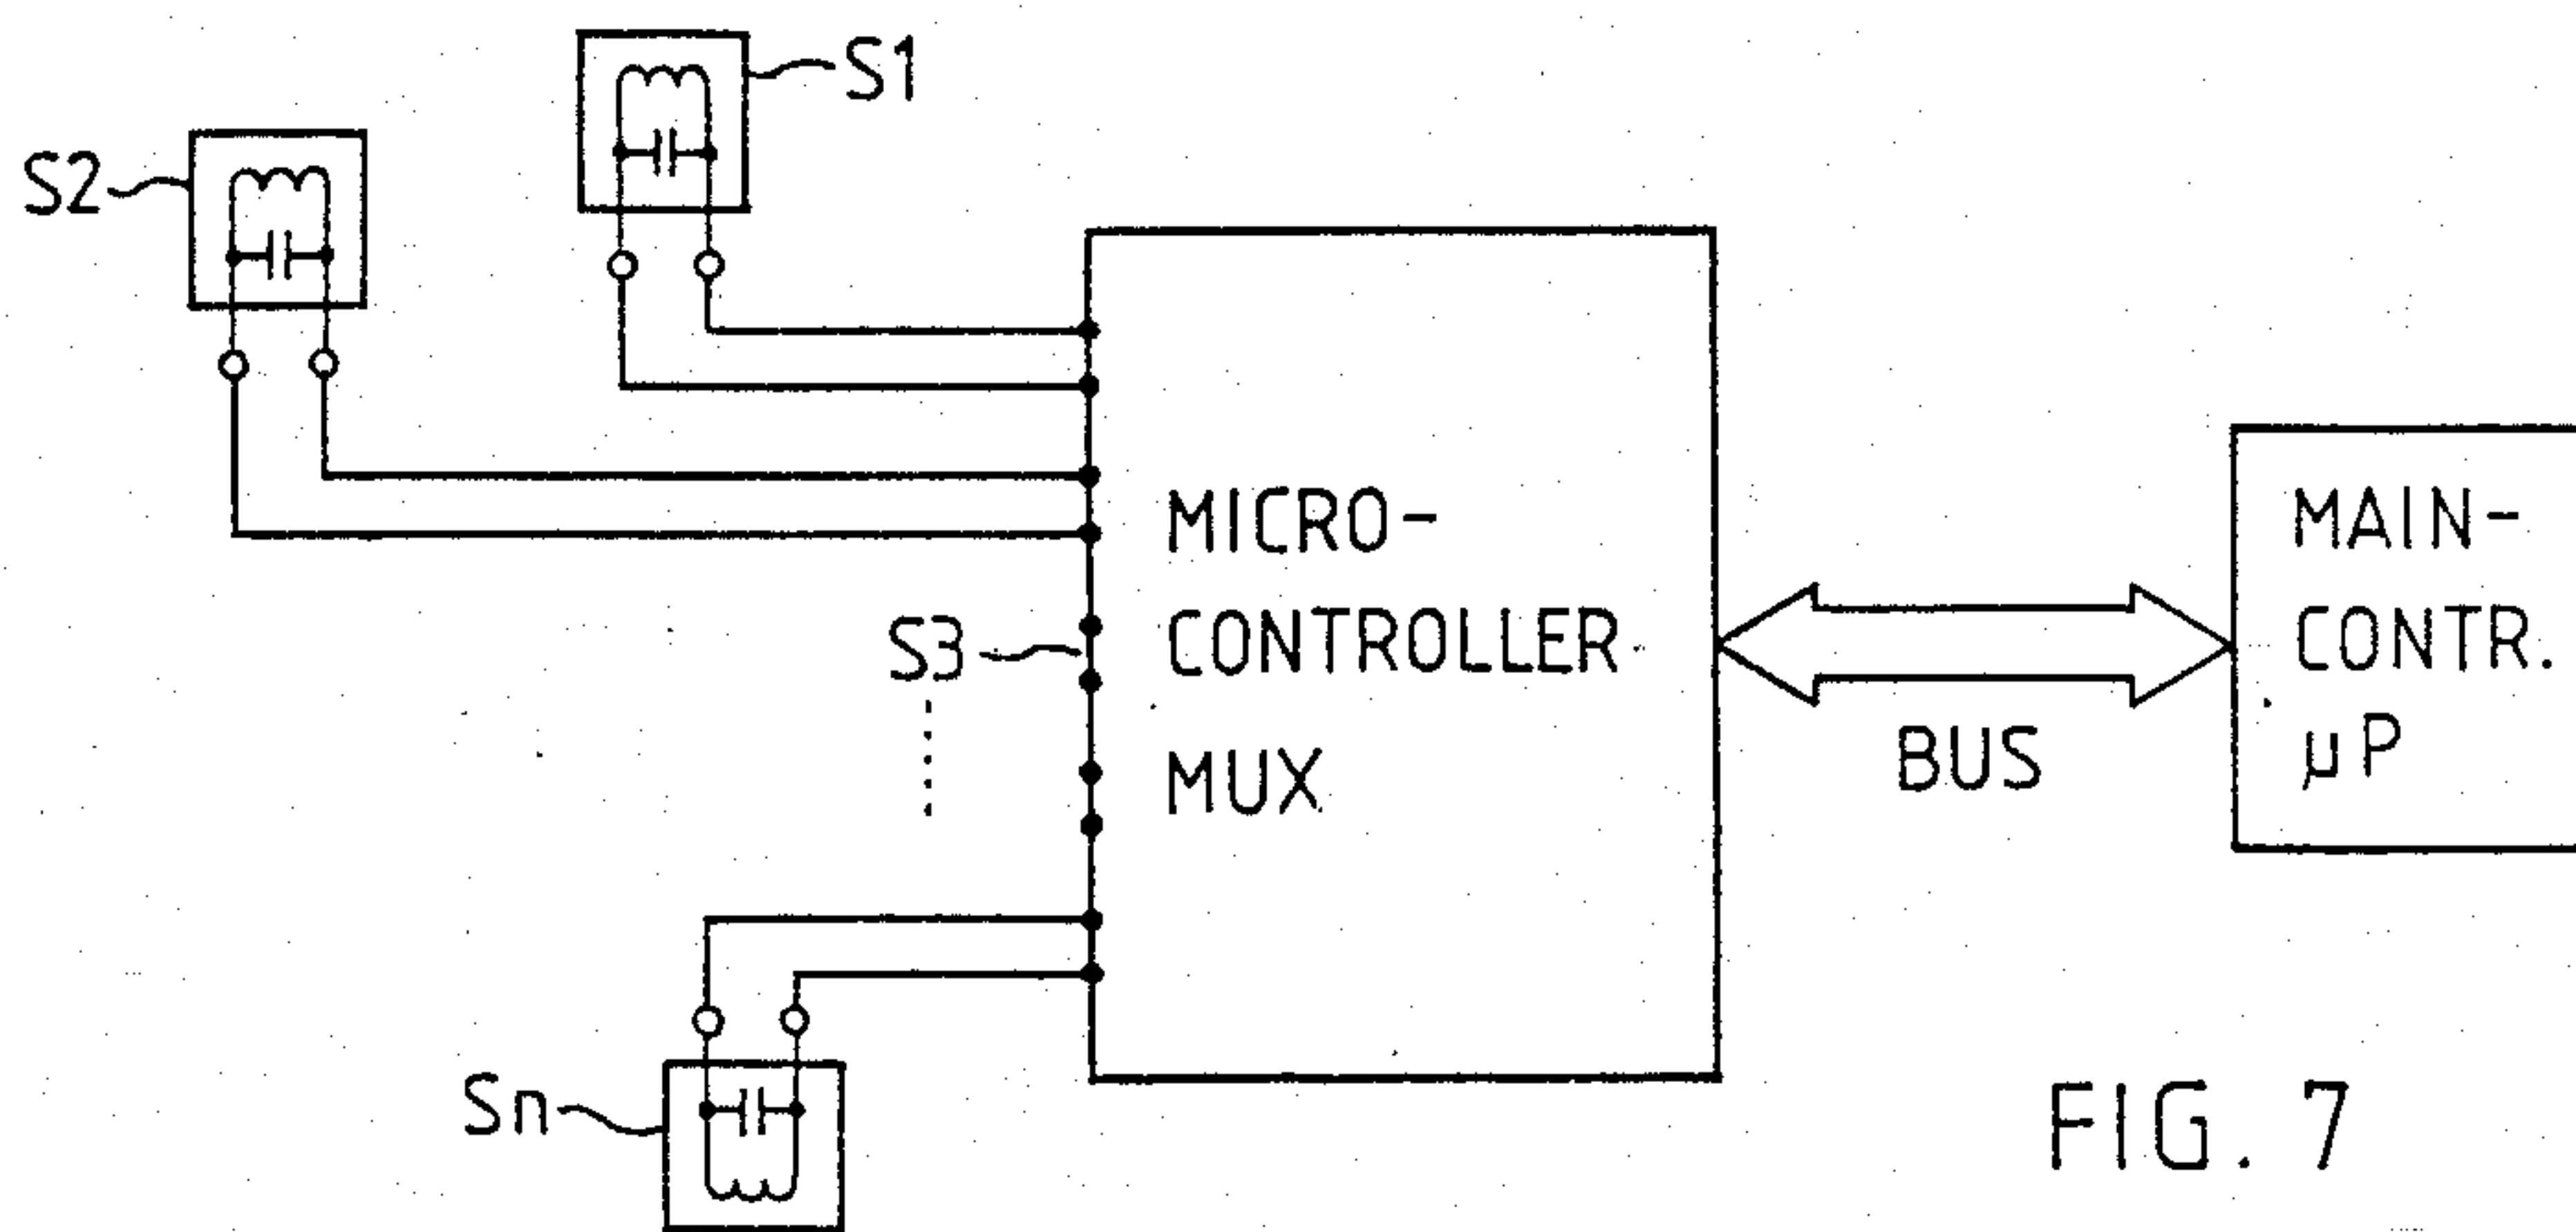 S1
S2
MICRO-
CONTROLLER
MUX
S3
BUS
MAIN-
CONTR.
µP
Sn
FIG. 7